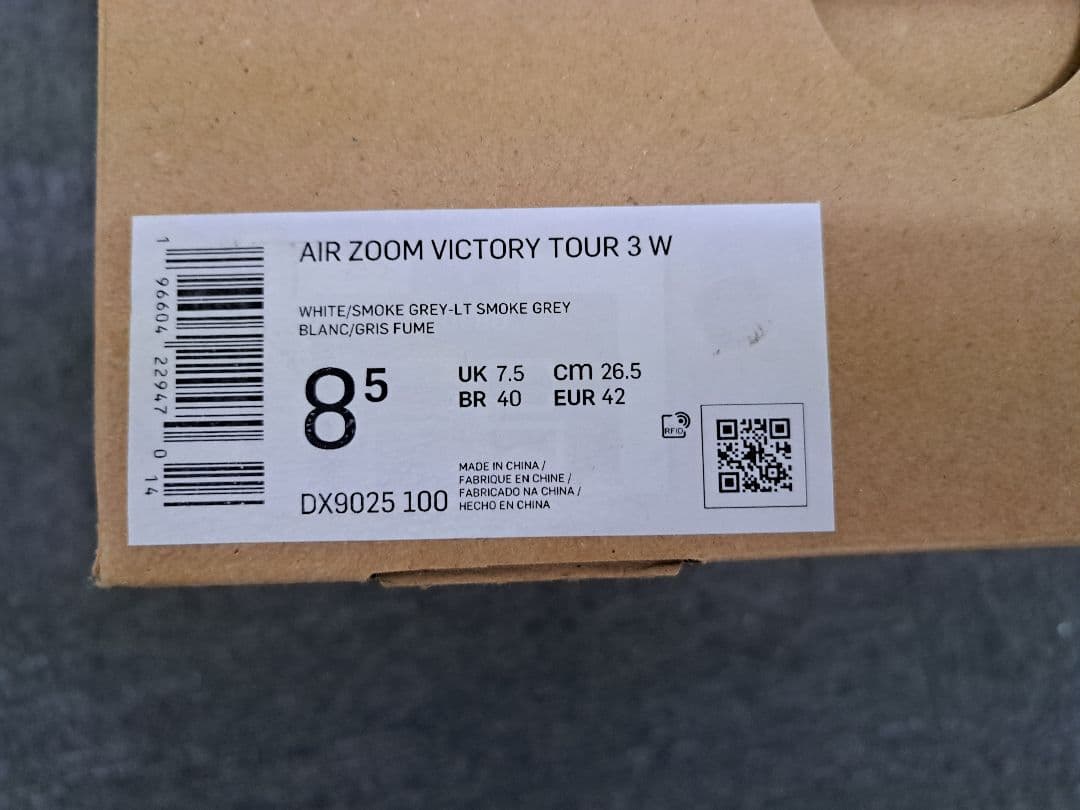 AIR ZOOM VICTORY TOUR 3 W
WHITE/SMOKE GREY-LT SMOKE GREY
BLANC/GRIS FUME
8 5
UK 7.5 cm 26.5
BR 40 EUR 42
RFID
MADE IN CHINA /
FABRIQUE EN CHINE /
FABRICADO NA CHINA /
HECHO EN CHINA
DX9025 100
1 96604 22947 0 14